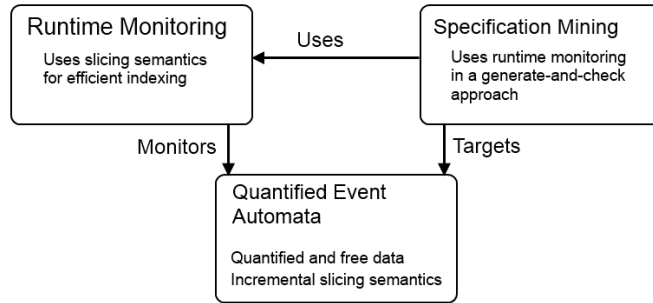 Runtime Monitoring
Uses slicing semantics
for efficient indexing
Uses
Specification Mining
Uses runtime monitoring
in a generate-and-check
approach
Monitors
Targets
Quantified Event
Automata
Quantified and free data
Incremental slicing semantics